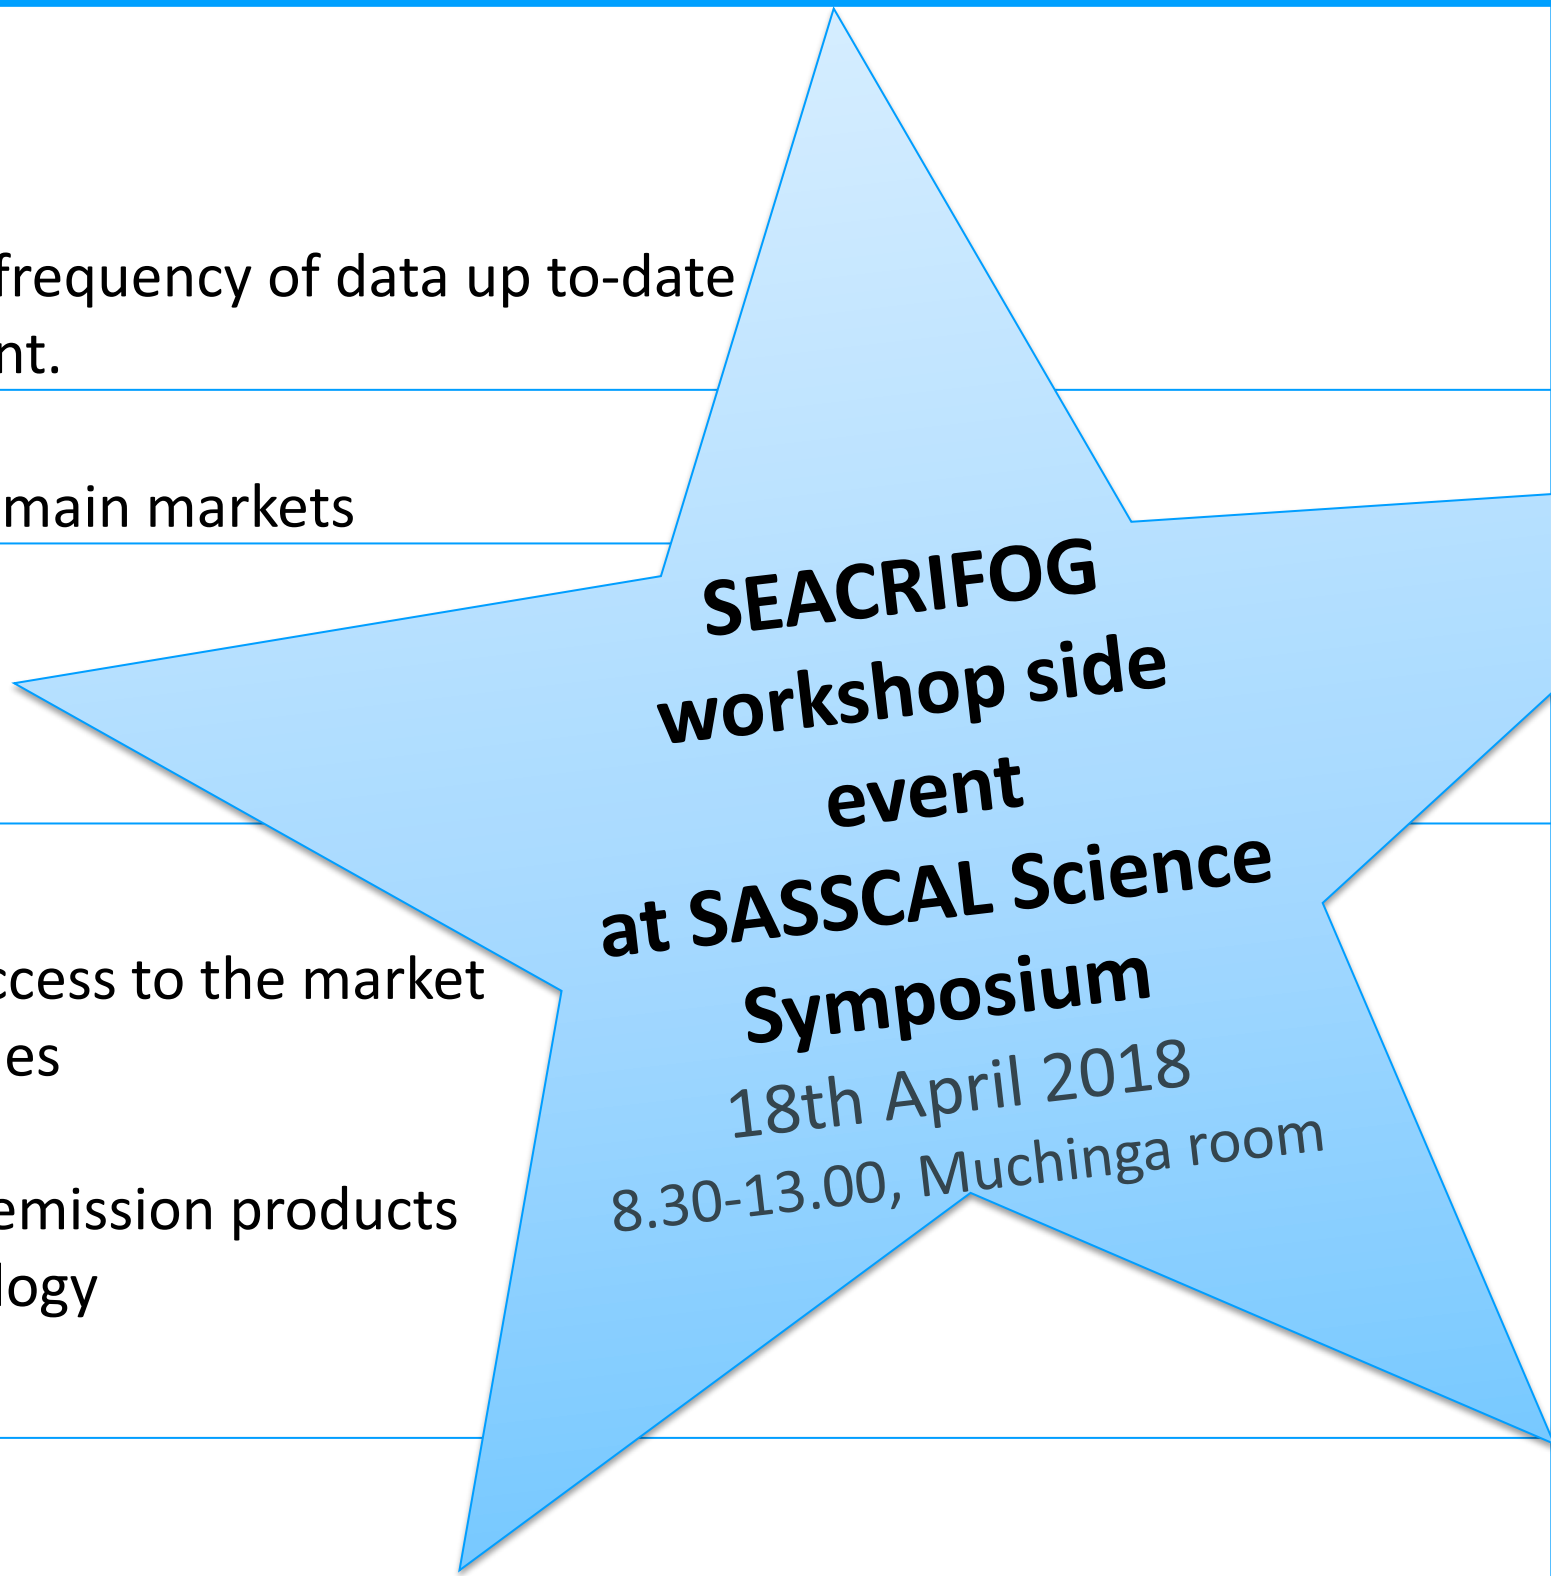 frequency of data up to-date
nt.
main markets
ccess to the market
es
emission products
logy
SEACRIFOG
workshop side
event
at SASSCAL Science
Symposium
18th April 2018
8.30-13.00, Muchinga room